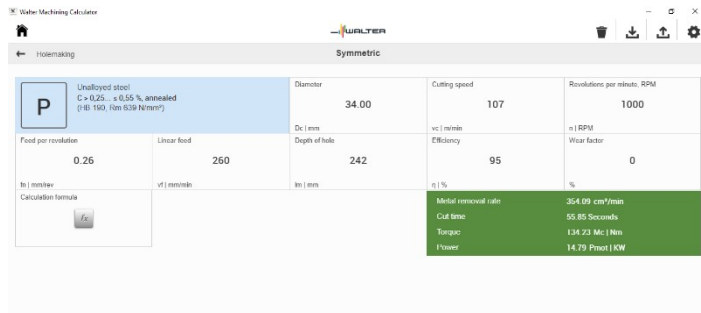 Walter Machining Calculator
WALTER
Holemaking
Symmetric
P
Unalloyed steel
C > 0,25... ≤ 0,55 %, annealed
(HB 190, Rm 639 N/mm²)
Diameter
34.00
Dc | mm
Cutting speed
107
vc | m/min
Revolutions per minute, RPM
1000
n | RPM
Feed per revolution
0.26
fn | mm/rev
Linear feed
260
vf | mm/min
Depth of hole
242
lm | mm
Efficiency
95
η | %
Wear factor
0
%
Calculation formula
fx
Metal removal rate 354.09 cm³/min
Cut time 55.85 Seconds
Torque 134.23 Mc | Nm
Power 14.79 Pmot | KW